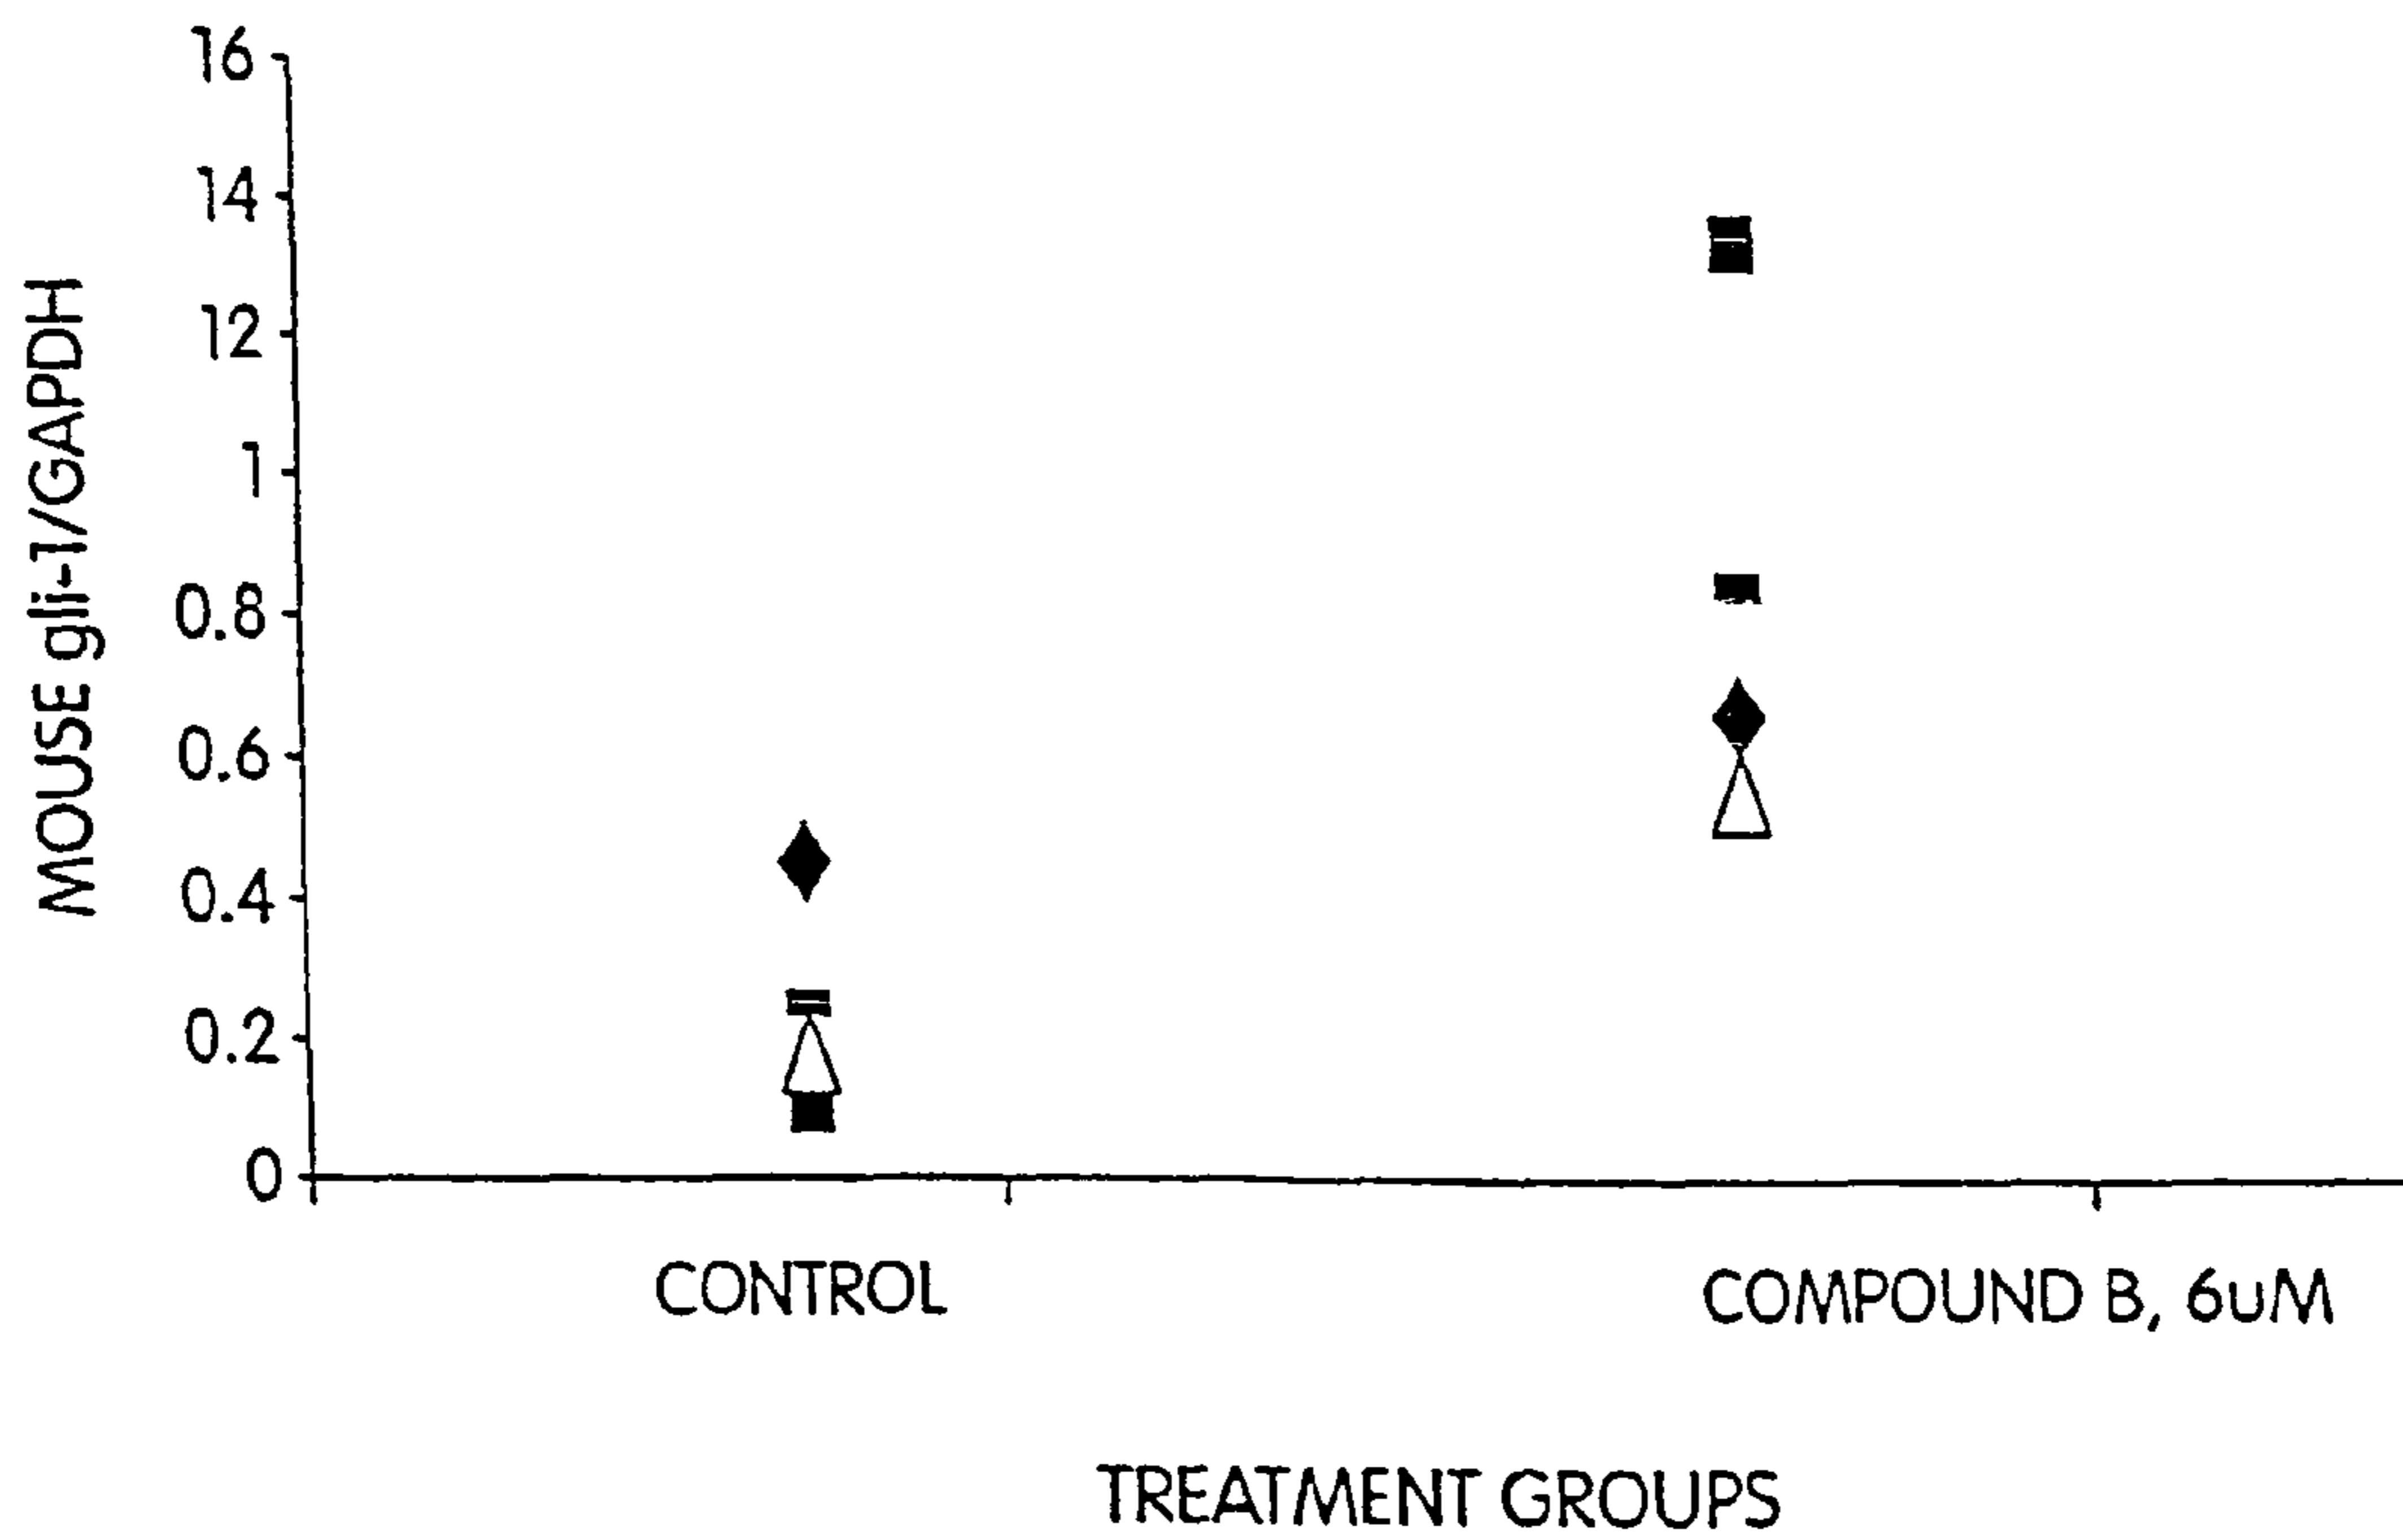 16
14
12
1
0.8
0.6
0.4
0.2
0
MOUSE gli-1/GAPDH
CONTROL
COMPOUND B, 6uM
TREATMENT GROUPS